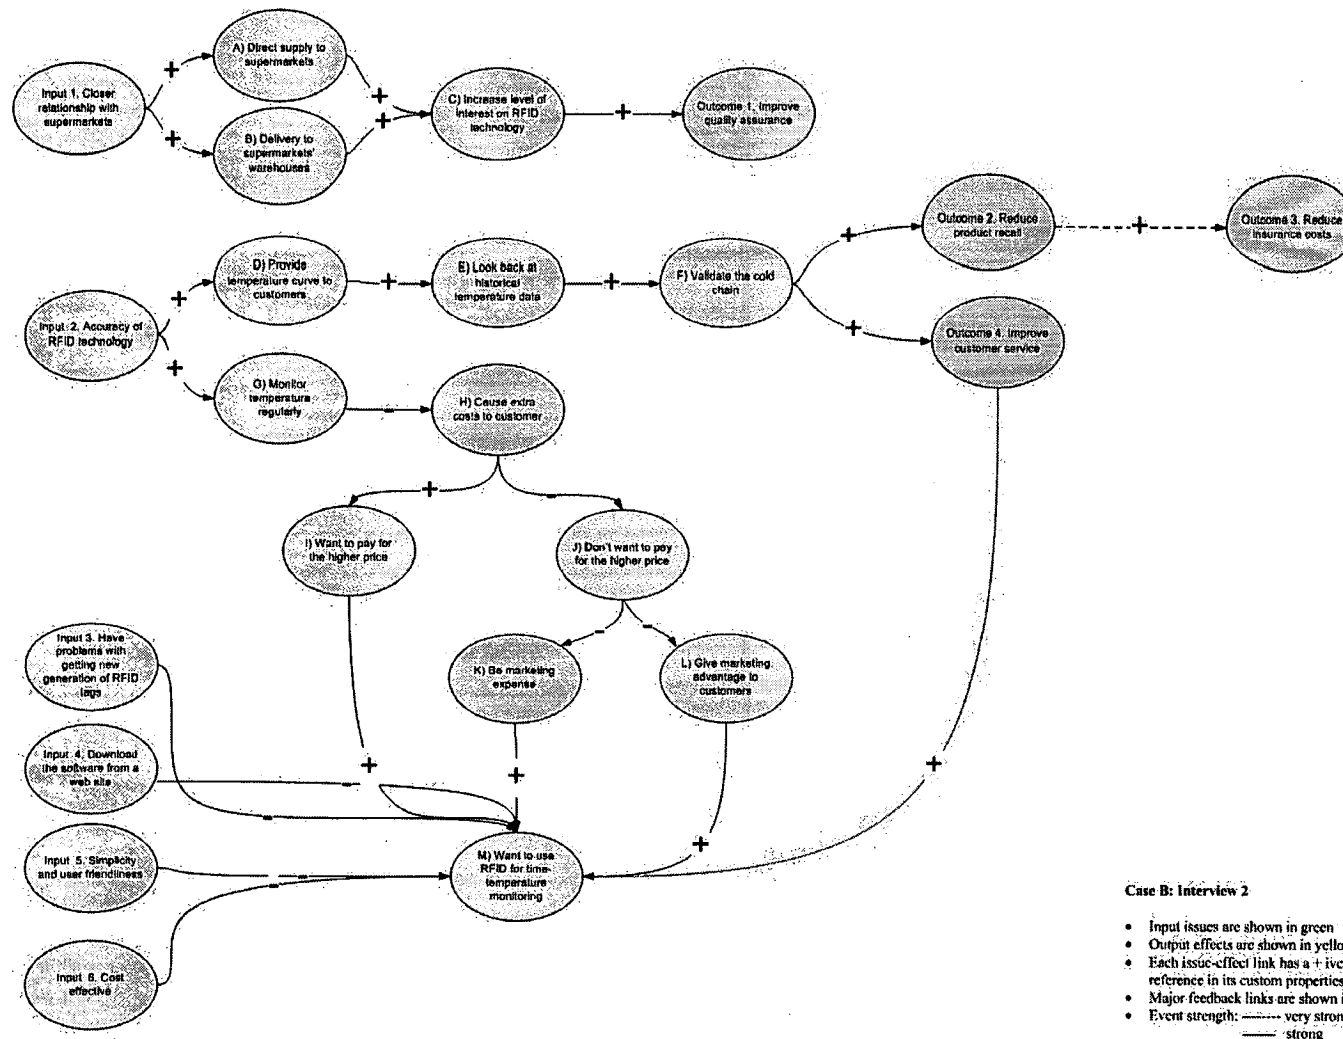 A) Direct supply to
supermarkets
Input 1. Closer
relationship with
supermarkets
B) Delivery to
supermarkets'
warehouses
C) Increase level of
interest on RFID
technology
Outcome 1. Improve
quality assurance
+
+
+
+
+
Outcome 2. Reduce
product recall
Outcome 3. Reduce
insurance costs
+
D) Provide
temperature curve to
customers
E) Look back at
historical
temperature data
F) Validate the cold
chain
Input 2. Accuracy of
RFID technology
Outcome 4. Improve
customer service
+
+
+
+
+
+
G) Monitor
temperature
regularly
H) Cause extra
costs to customer
-
+
-
I) Want to pay for
the higher price
J) Don't want to pay
for the higher price
-
-
K) Be marketing
expense
L) Give marketing
advantage to
customers
Input 3. Have
problems with
getting new
generation of RFID
tags
Input 4. Download
the software from a
web site
+
+
+
+
-
-
Input 5. Simplicity
and user friendliness
-
-
M) Want to use
RFID for time-
temperature
monitoring
Input 6. Cost
effective
Case B: Interview 2
• Input issues are shown in green
• Output effects are shown in yello
• Each issue-effect link has a + ive
reference in its custom properties
• Major feedback links are shown i
• Event strength: -------- very stron
—— strong